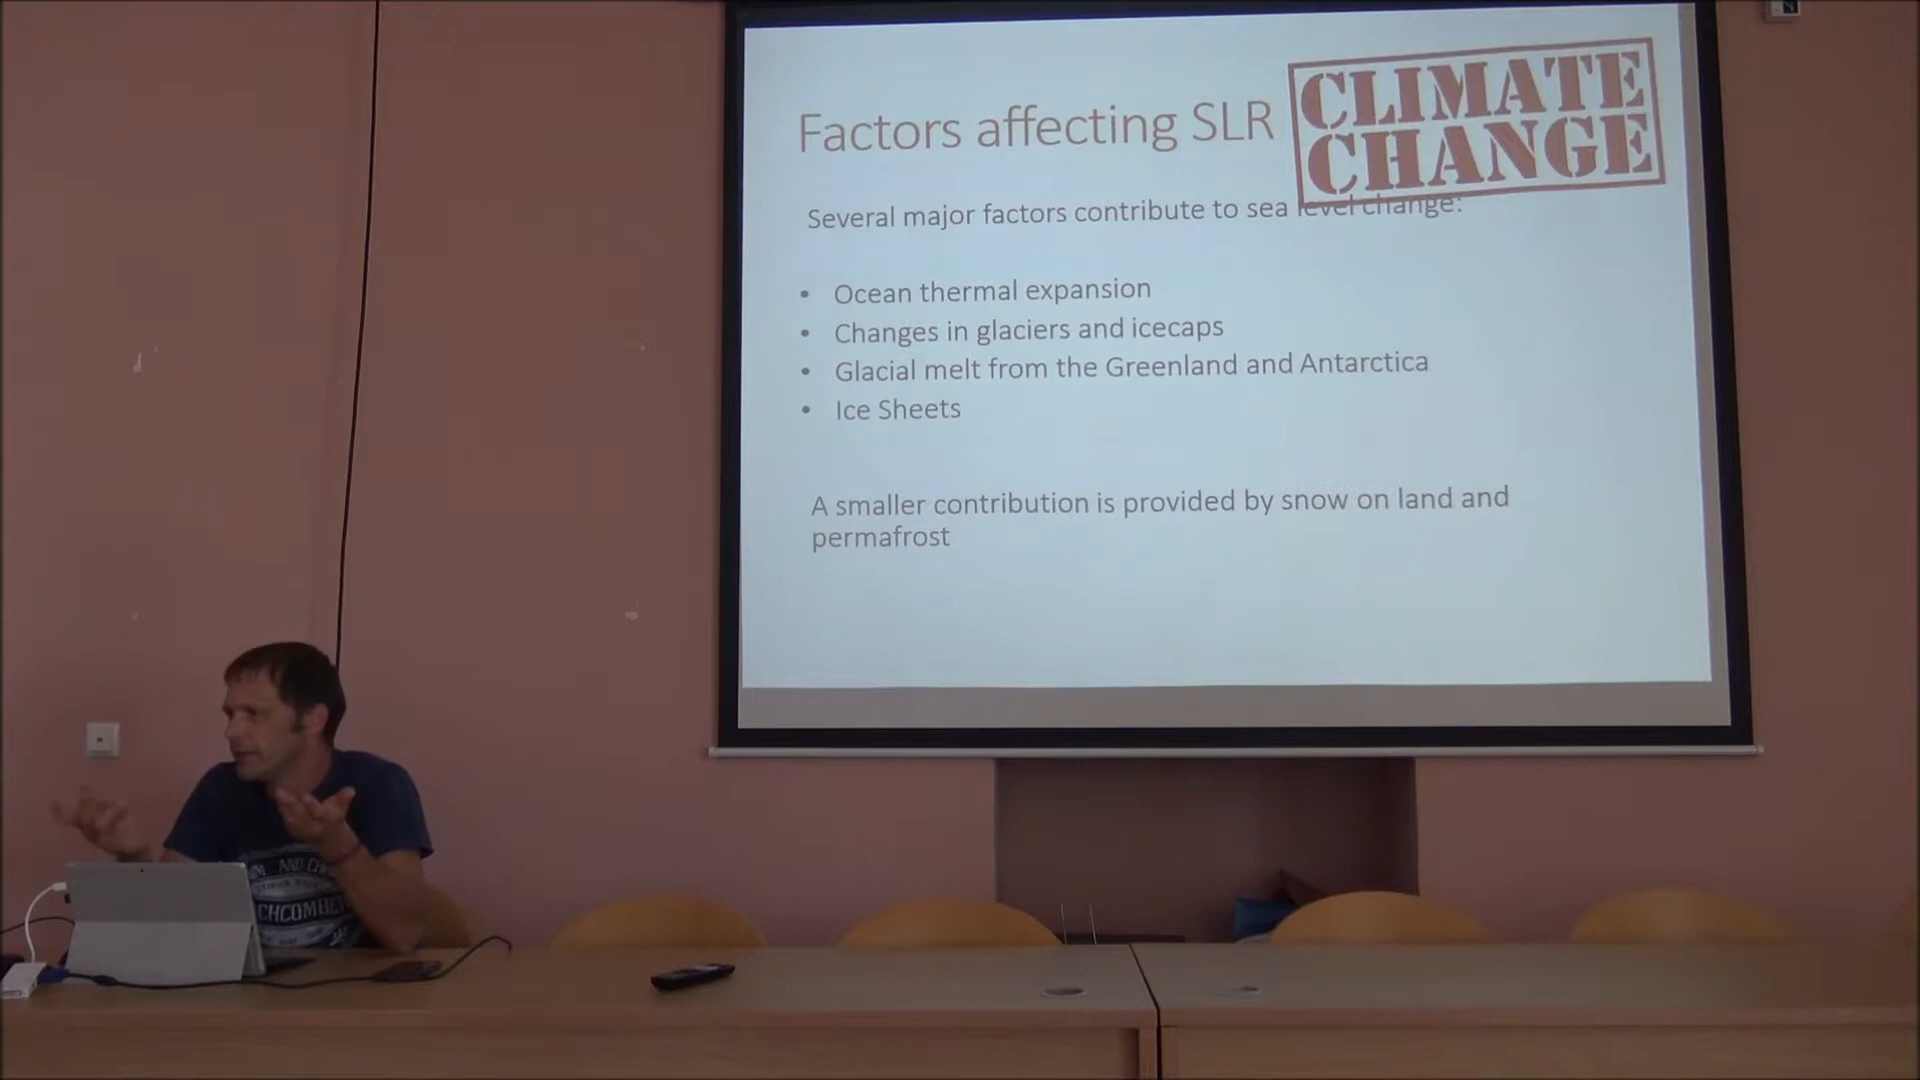 Factors affecting SLR
CLIMATE
CHANGE
Several major factors contribute to sea level change:
• Ocean thermal expansion
• Changes in glaciers and icecaps
• Glacial melt from the Greenland and Antarctica
• Ice Sheets
A smaller contribution is provided by snow on land and
permafrost
AND